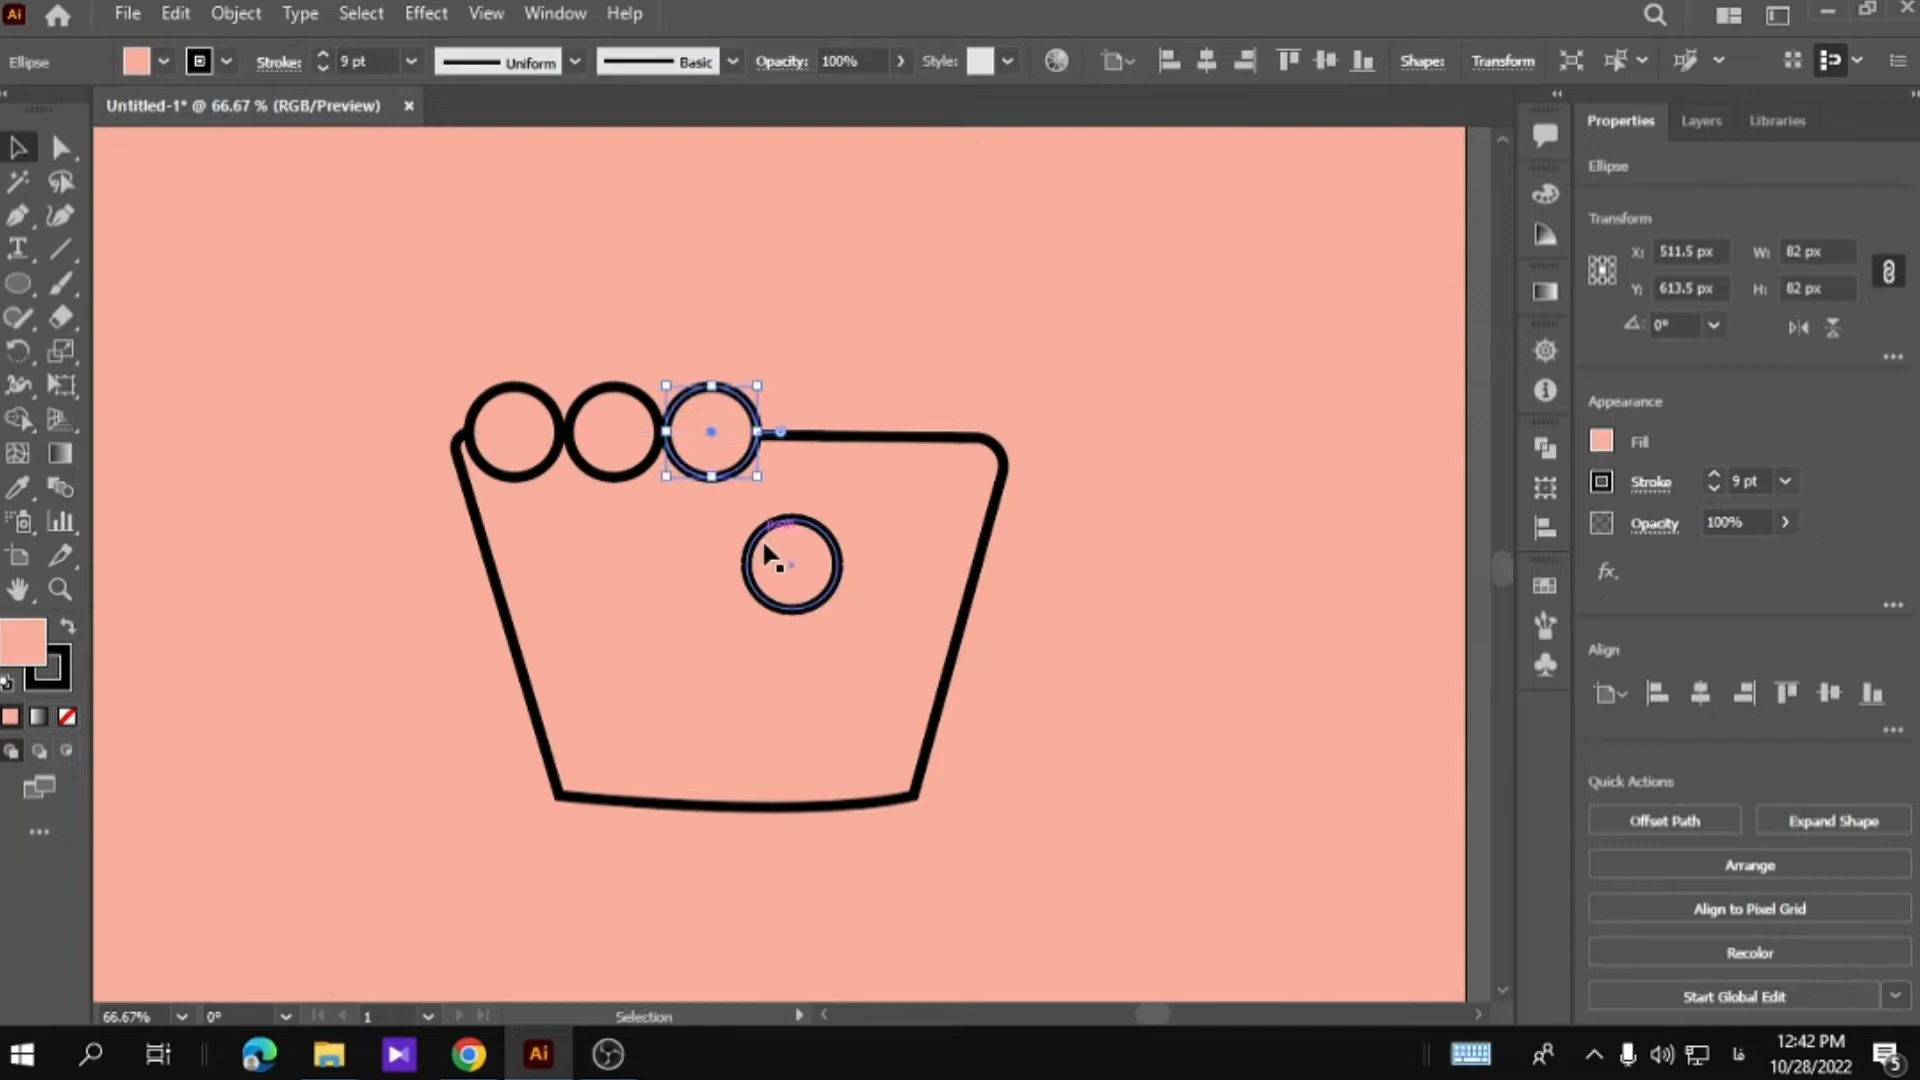 Ai File Edit Object Type Select Effect View Window Help
Ellipse Stroke: 9 pt Uniform Basic Opacity: 100% Style: Shape: Transform
Untitled-1* @ 66.67 % (RGB/Preview) ×
Properties Layers Libraries
Ellipse
Transform
X: 511.5 px W: 82 px
Y: 613.5 px H: 82 px
0°
Appearance
Fill
Stroke 9 pt
Opacity 100%
fx.
Align
Quick Actions
Offset Path Expand Shape
Arrange
Align to Pixel Grid
Recolor
Start Global Edit
path
66.67% 0° 1 Selection
Ai فا 12:42 PM
10/28/2022 5